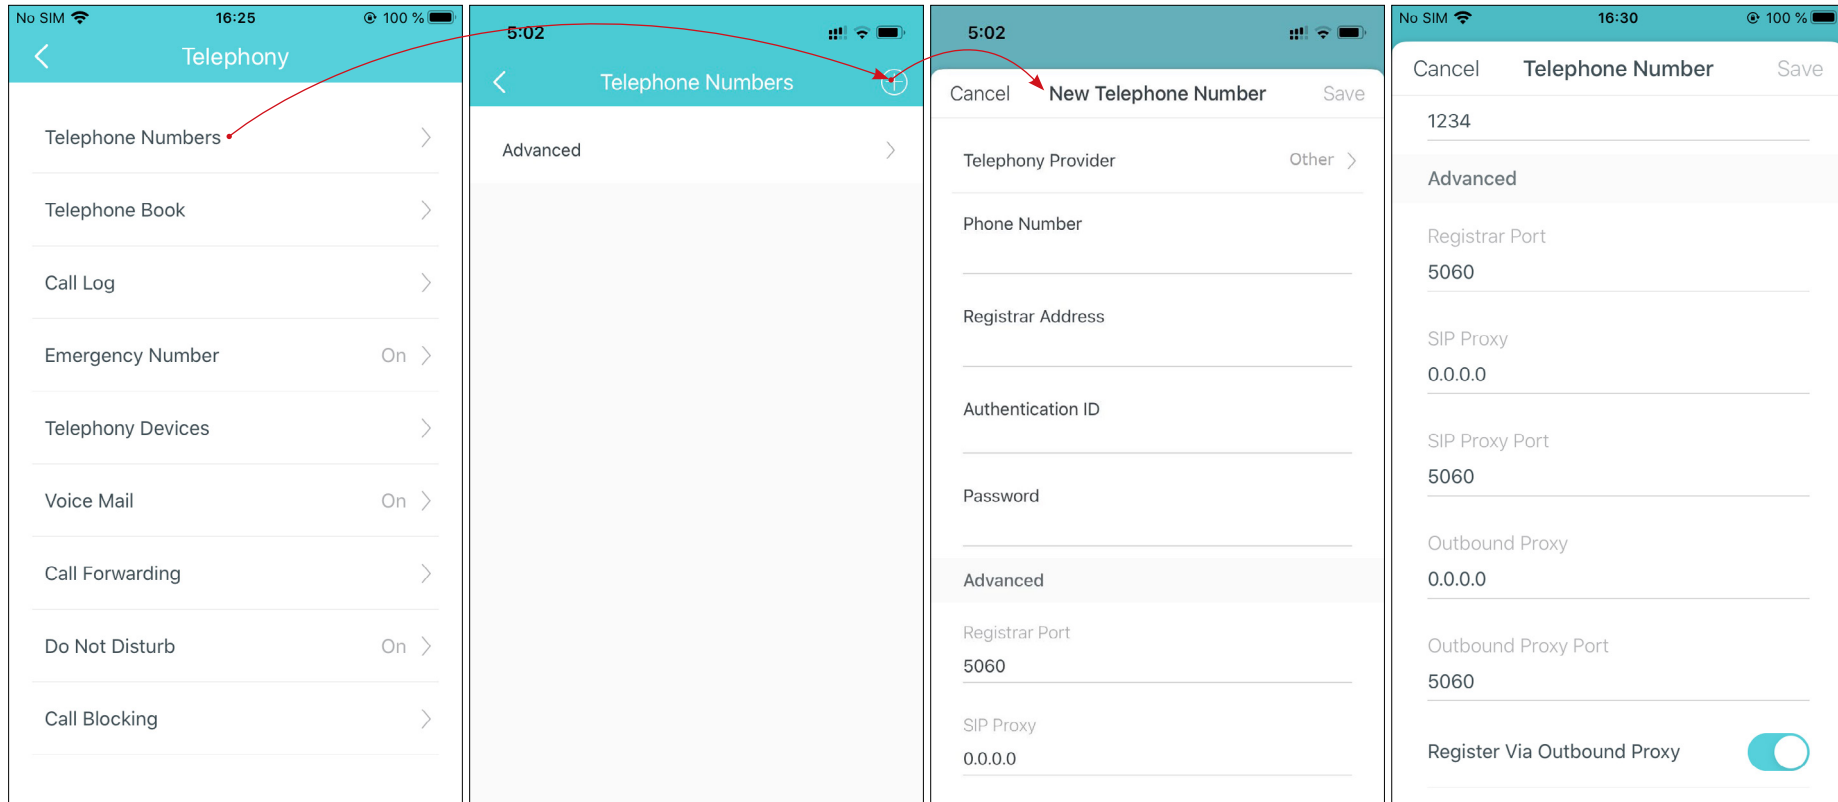 No SIM 16:25 100 %
Telephony
Telephone Numbers
Telephone Book
Call Log
Emergency Number On
Telephony Devices
Voice Mail On
Call Forwarding
Do Not Disturb On
Call Blocking
5:02
Telephone Numbers
Advanced
5:02
Cancel New Telephone Number Save
Telephony Provider Other
Phone Number
Registrar Address
Authentication ID
Password
Advanced
Registrar Port
5060
SIP Proxy
0.0.0.0
No SIM 16:30 100 %
Cancel Telephone Number Save
1234
Advanced
Registrar Port
5060
SIP Proxy
0.0.0.0
SIP Proxy Port
5060
Outbound Proxy
0.0.0.0
Outbound Proxy Port
5060
Register Via Outbound Proxy